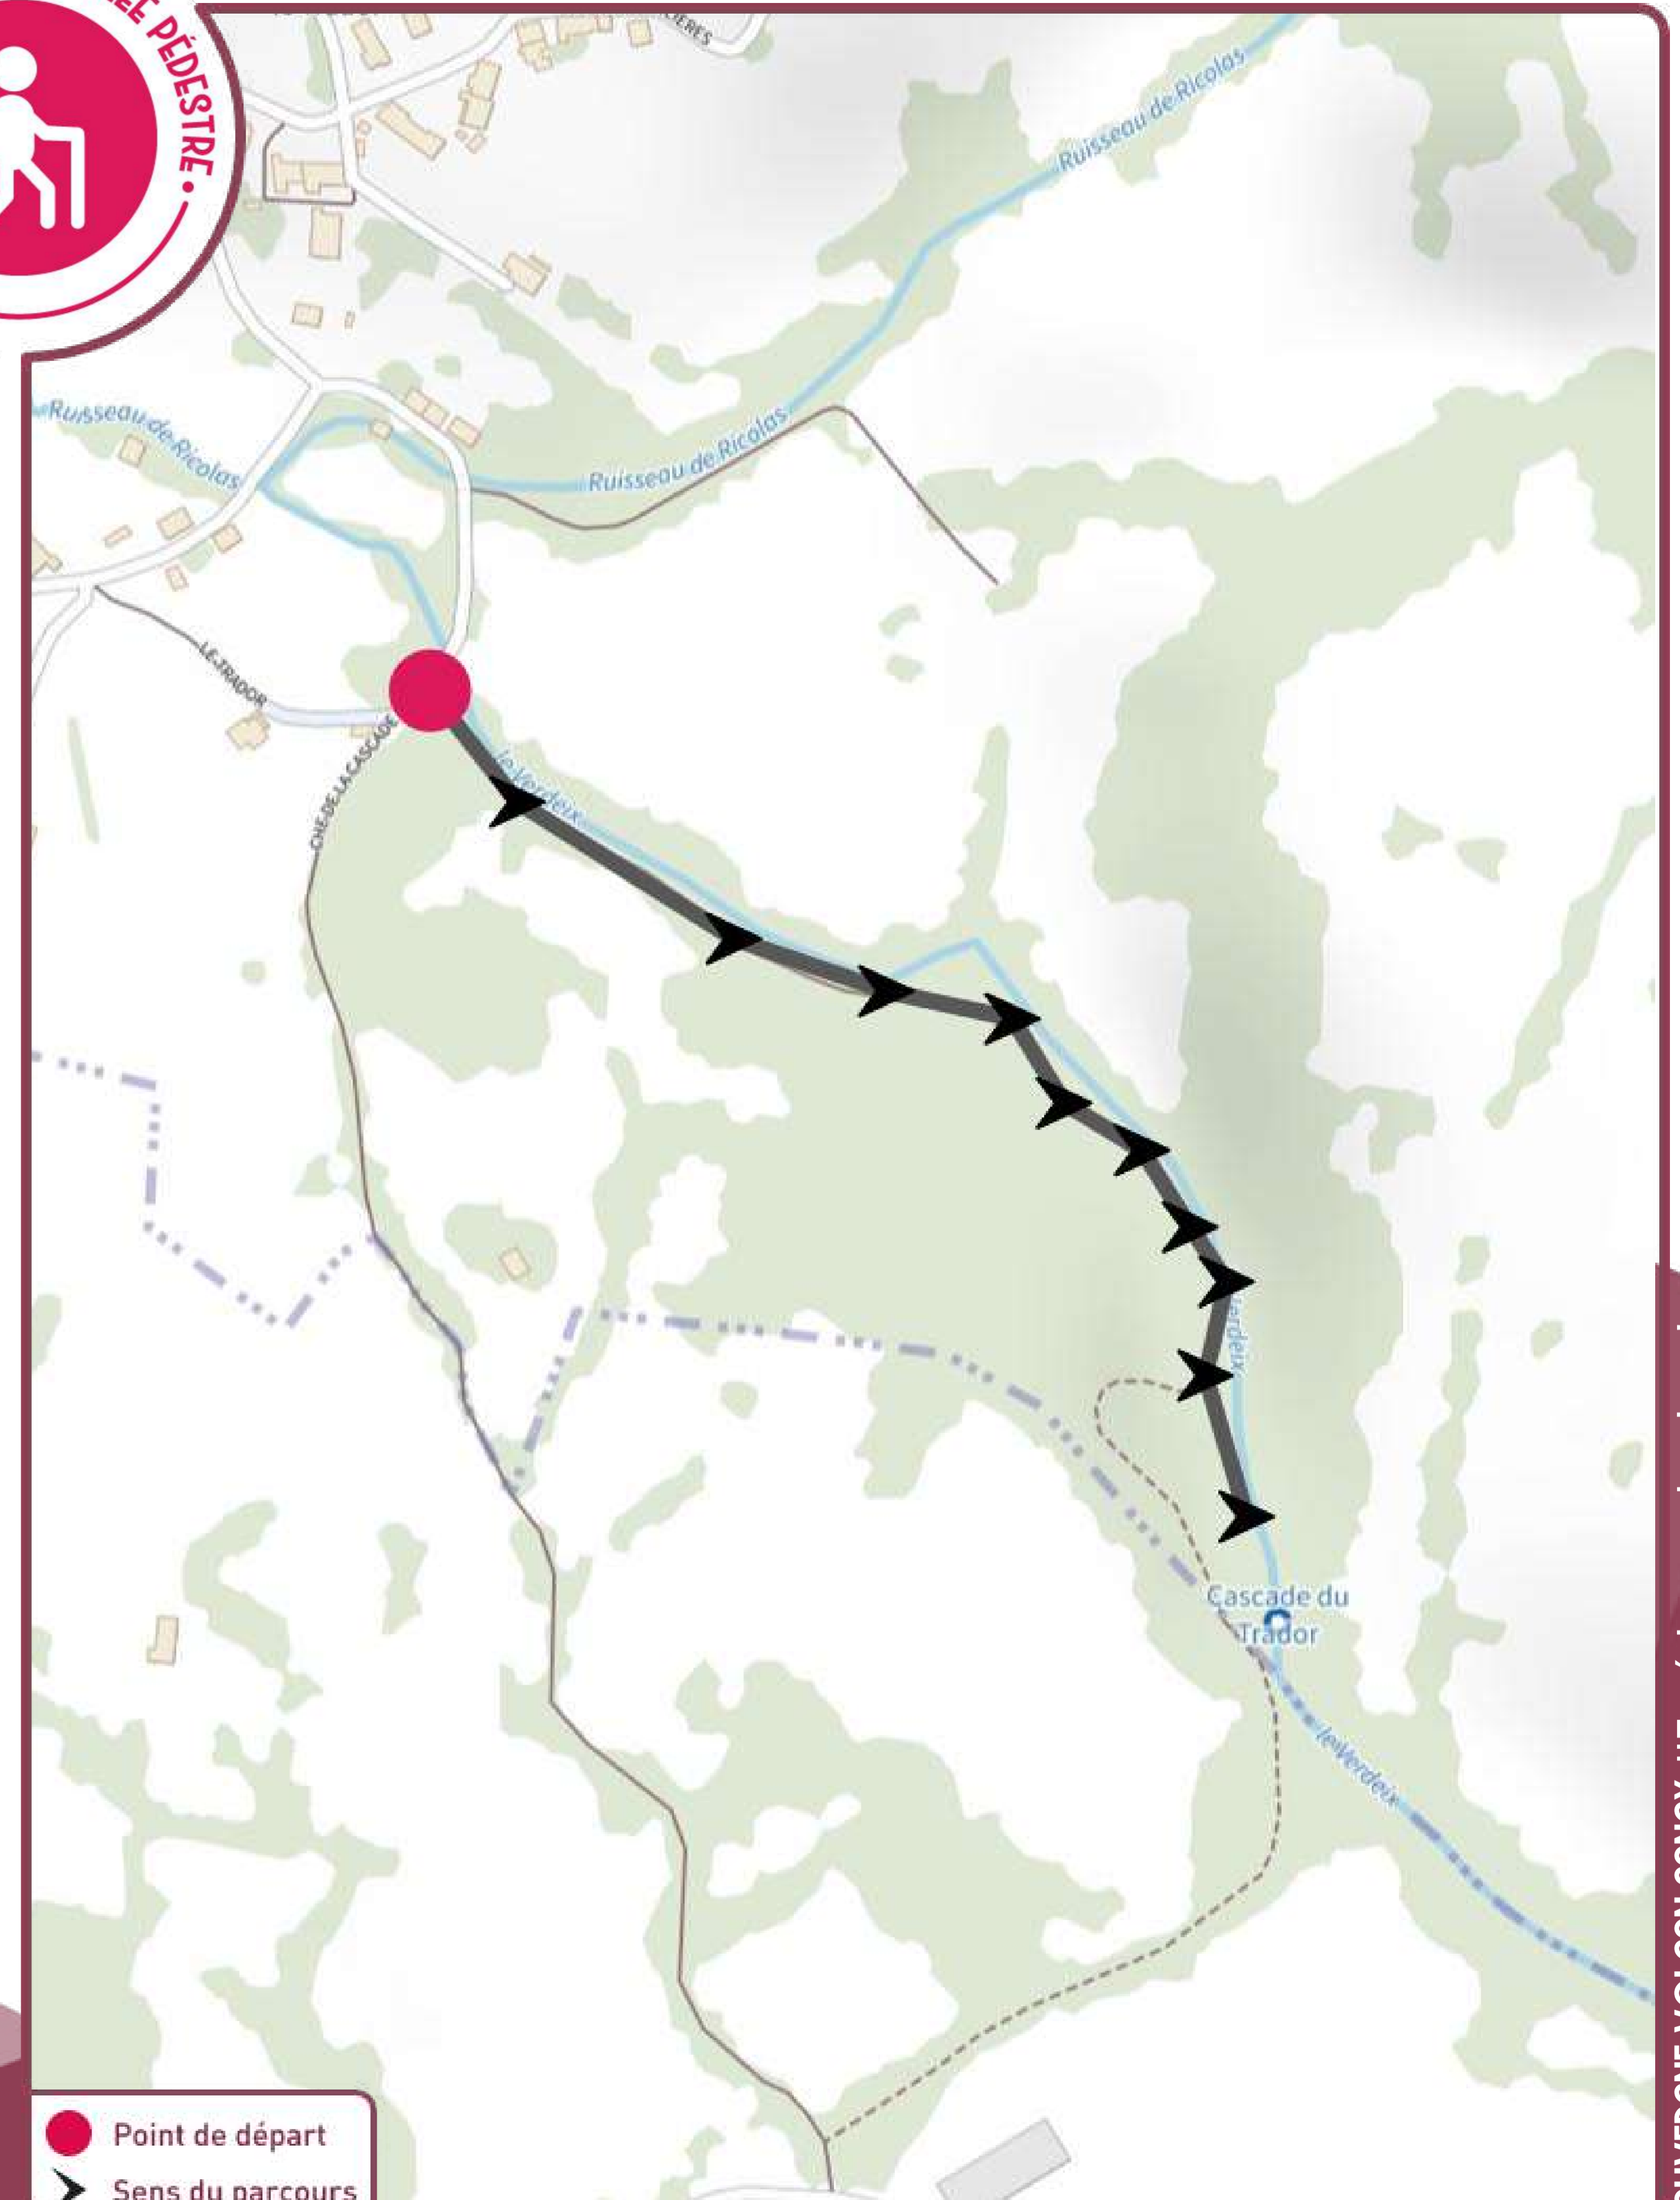 PÉDESTRE •
Ruisseau de Ricolas
Ruisseau de Ricolas
Ruisseau de Ricolas
LE TRADOR
CHE DE LA CASCADE
le Verdeix
Cascade du
Trador
le Verdeix
Point de départ
Sens du parcours